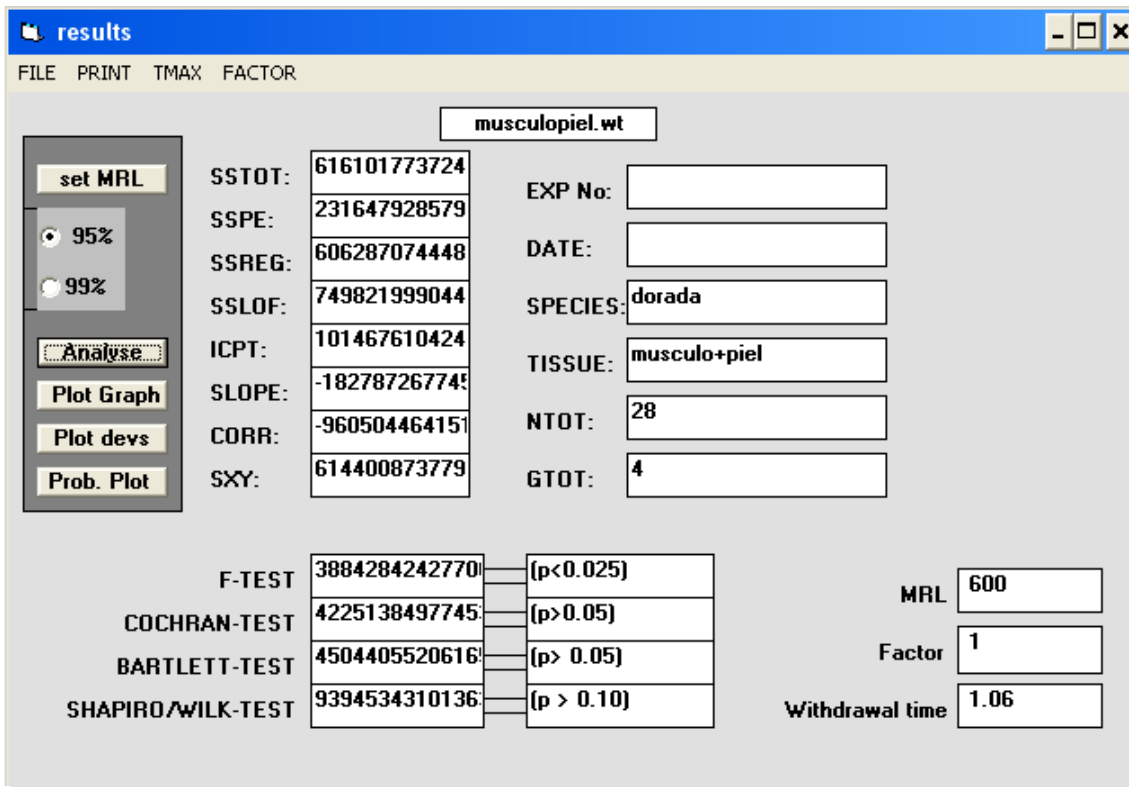 results
FILE PRINT TMAX FACTOR
musculopiel.wt
set MRL
95%
99%
Analyse
Plot Graph
Plot devs
Prob. Plot
SSTOT: 616101773724
SSPE: 231647928579
SSREG: 606287074448
SSLOF: 749821999044
ICPT: 101467610424
SLOPE: -182787267745
CORR: -960504464151
SXY: 614400873779
EXP No:
DATE:
SPECIES: dorada
TISSUE: musculo+piel
NTOT: 28
GTOT: 4
F-TEST 3884284242770 (p<0.025)
COCHRAN-TEST 4225138497745 (p>0.05)
BARTLETT-TEST 4504405520616 (p> 0.05)
SHAPIRO/WILK-TEST 9394534310136 (p > 0.10)
MRL 600
Factor 1
Withdrawal time 1.06